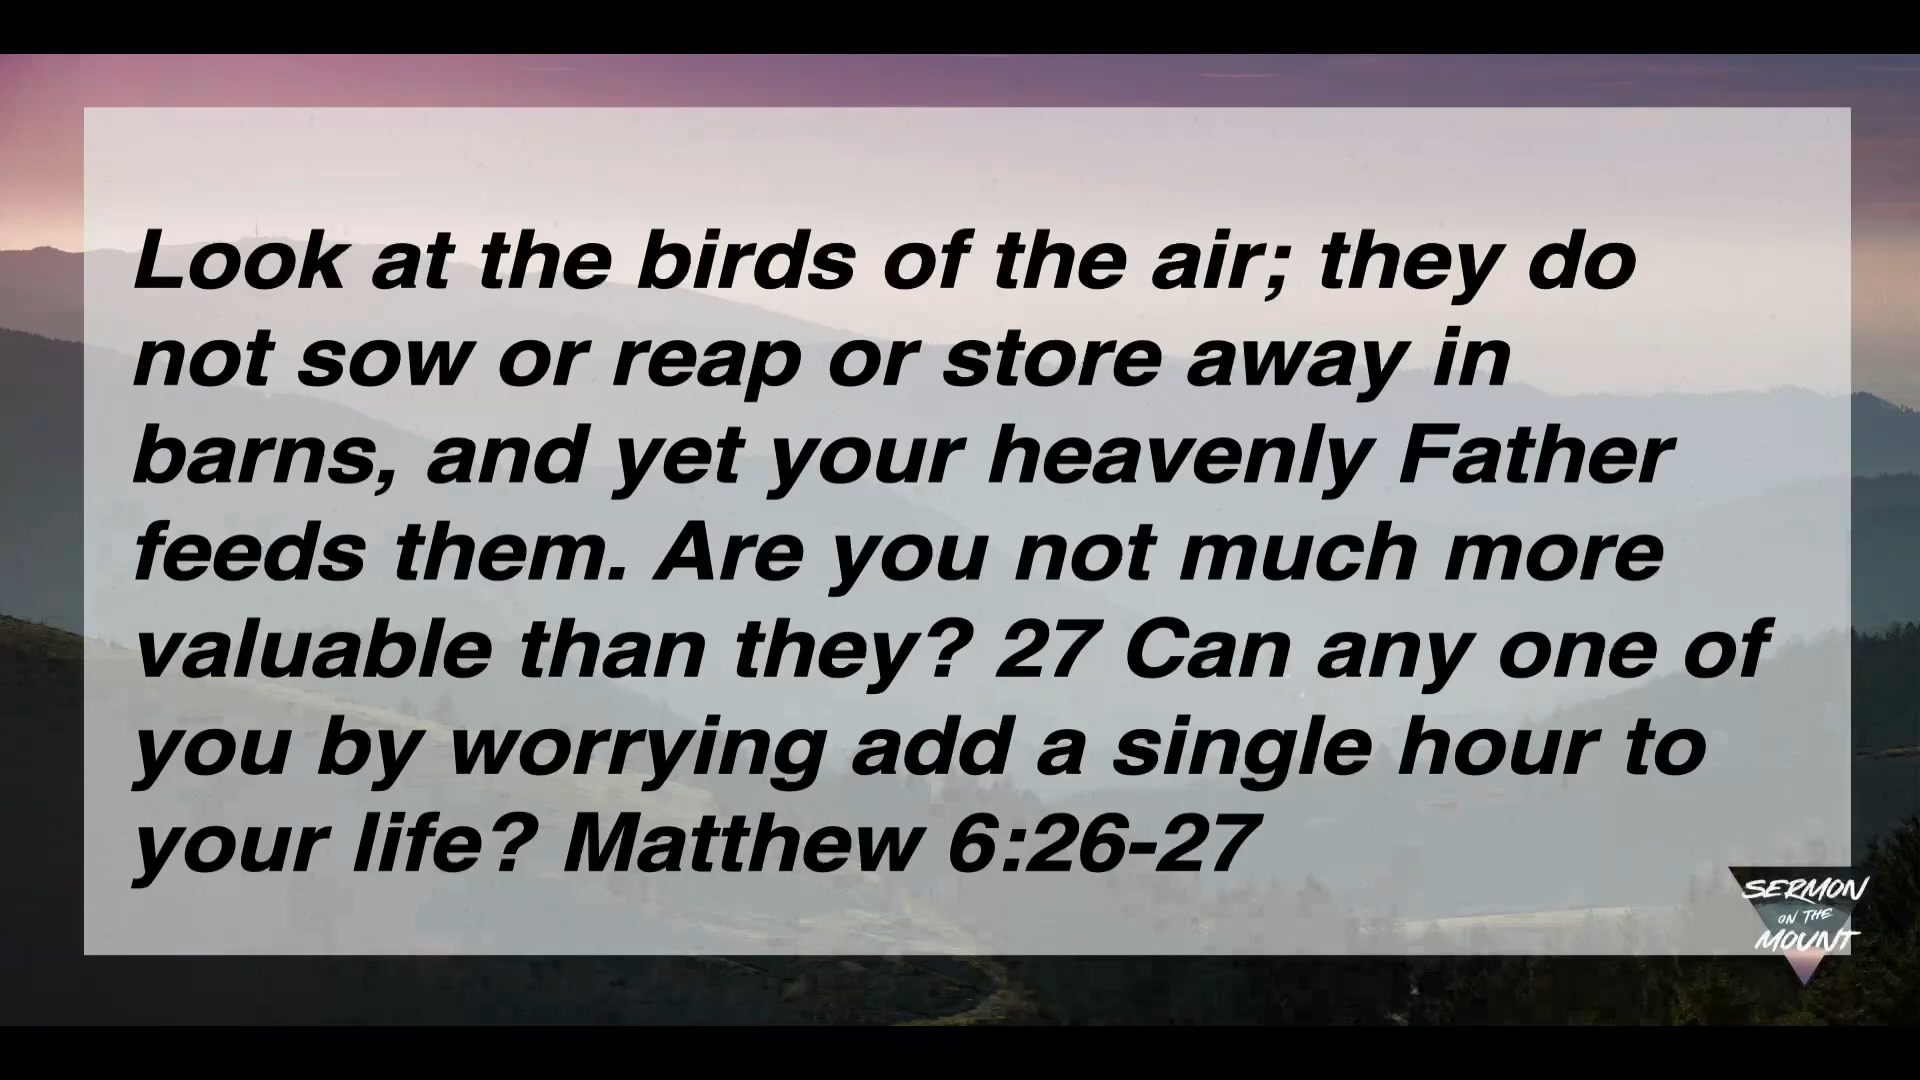 Look at the birds of the air; they do
not sow or reap or store away in
barns, and yet your heavenly Father
feeds them. Are you not much more
valuable than they? 27 Can any one of
you by worrying add a single hour to
your life? Matthew 6:26-27
SERMON
ON THE
MOUNT